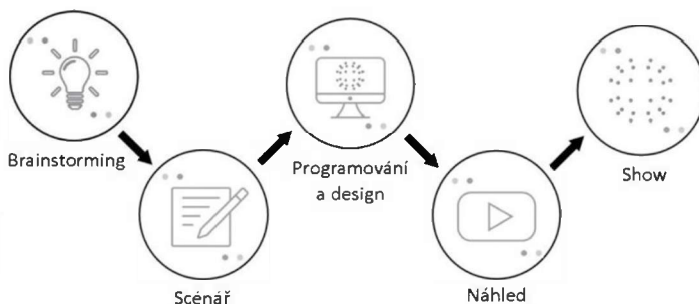 Brainstorming
Scénář
Programování
a design
Náhled
Show